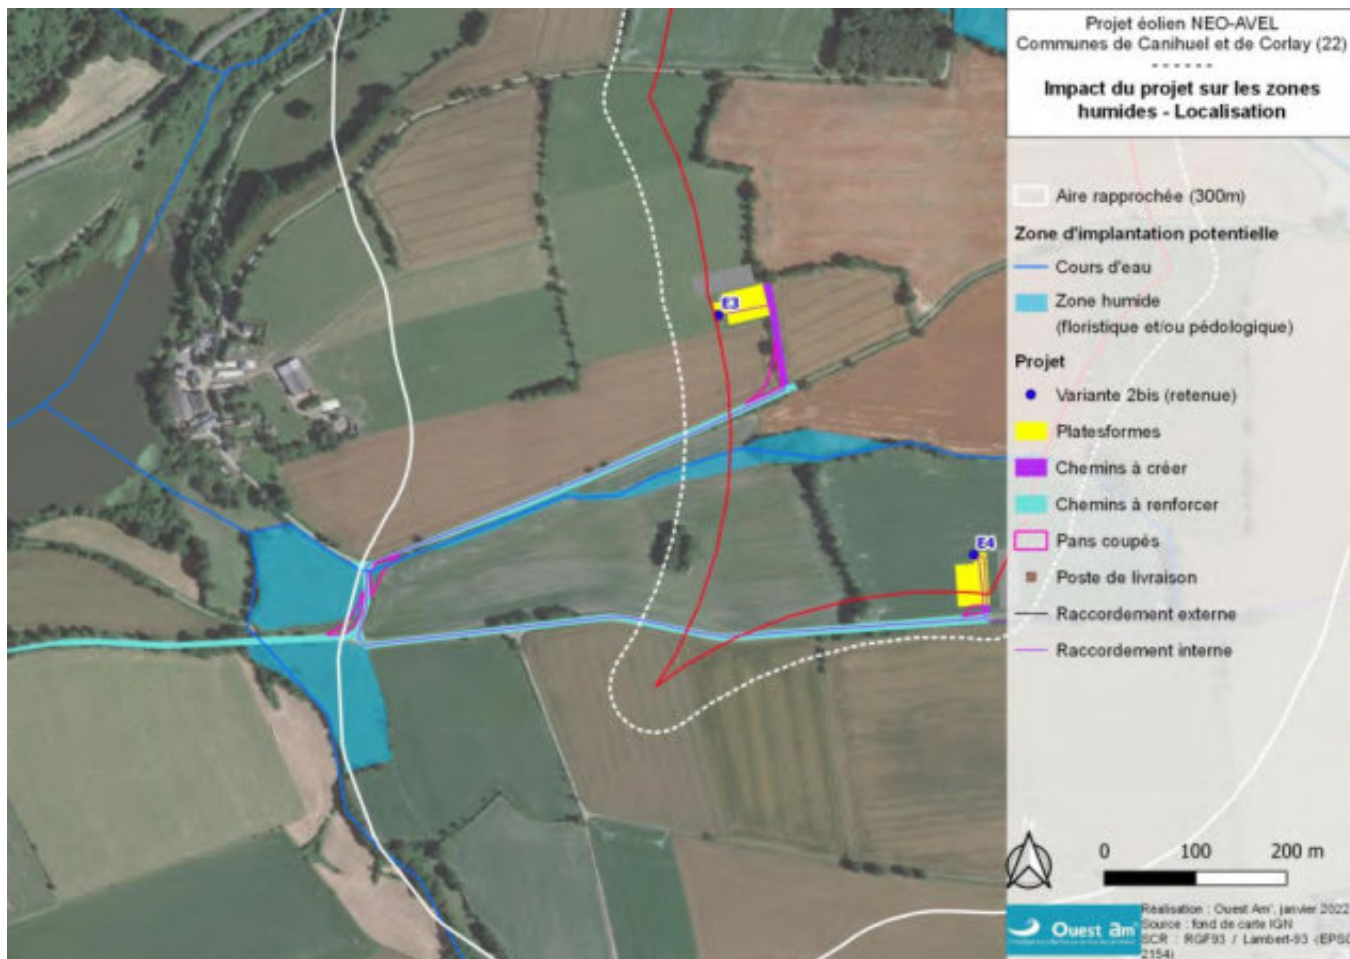 Projet éolien NEO-AVEL
Communes de Canihuel et de Corlay (22)
------
Impact du projet sur les zones
humides - Localisation
Aire rapprochée (300m)
Zone d'implantation potentielle
Cours d'eau
Zone humide
(floristique et/ou pédologique)
Projet
Variante 2bis (retenue)
Platesformes
Chemins à créer
Chemins à renforcer
Pans coupés
Poste de livraison
Raccordement externe
Raccordement interne
E3
E4
0 100 200 m
Ouest Am'
Réalisation : Ouest Am', janvier 2022
Source : fond de carte IGN
SCR : RGF93 / Lambert-93 (EPSG
2154)